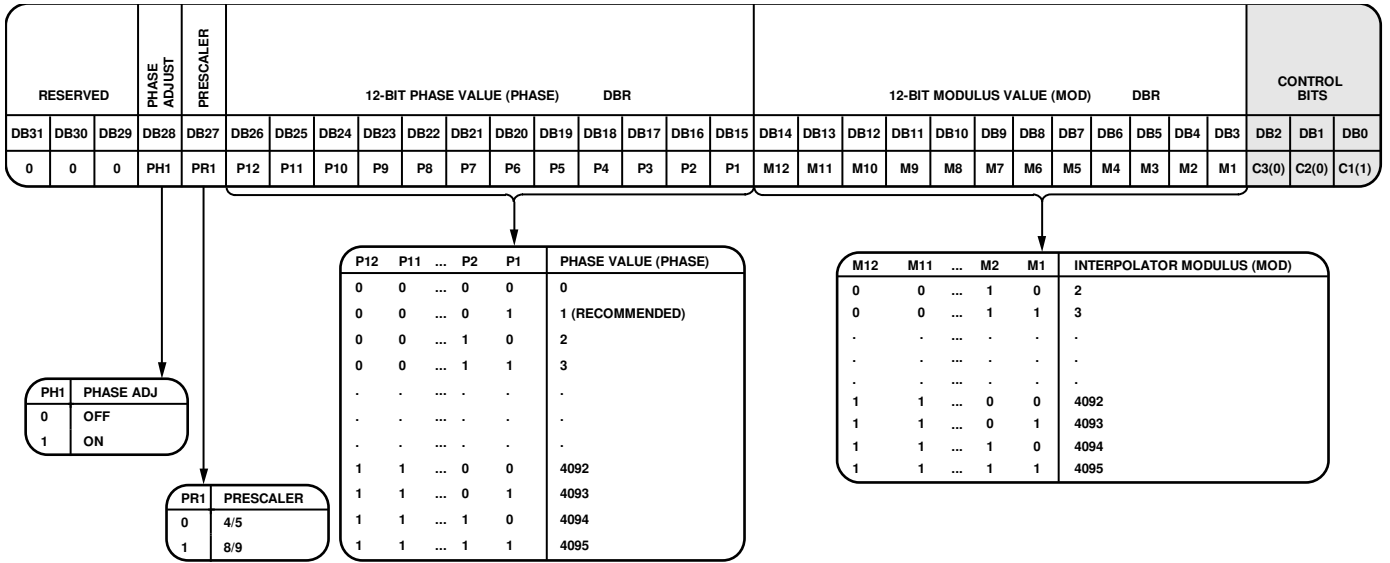 RESERVED
PHASE
ADJUST
PRESCALER
12-BIT PHASE VALUE (PHASE) DBR
12-BIT MODULUS VALUE (MOD) DBR
CONTROL
BITS
DB31 DB30 DB29 DB28 DB27 DB26 DB25 DB24 DB23 DB22 DB21 DB20 DB19 DB18 DB17 DB16 DB15 DB14 DB13 DB12 DB11 DB10 DB9 DB8 DB7 DB6 DB5 DB4 DB3 DB2 DB1 DB0
0 0 0 PH1 PR1 P12 P11 P10 P9 P8 P7 P6 P5 P4 P3 P2 P1 M12 M11 M10 M9 M8 M7 M6 M5 M4 M3 M2 M1 C3(0) C2(0) C1(1)
P12 P11 ... P2 P1 PHASE VALUE (PHASE)
0 0 ... 0 0 0
0 0 ... 0 1 1 (RECOMMENDED)
0 0 ... 1 0 2
0 0 ... 1 1 3
. . ... . . .
. . ... . . .
. . ... . . .
1 1 ... 0 0 4092
1 1 ... 0 1 4093
1 1 ... 1 0 4094
1 1 ... 1 1 4095
M12 M11 ... M2 M1 INTERPOLATOR MODULUS (MOD)
0 0 ... 1 0 2
0 0 ... 1 1 3
. . ... . . .
. . ... . . .
. . ... . . .
1 1 ... 0 0 4092
1 1 ... 0 1 4093
1 1 ... 1 0 4094
1 1 ... 1 1 4095
PH1 PHASE ADJ
0 OFF
1 ON
PR1 PRESCALER
0 4/5
1 8/9